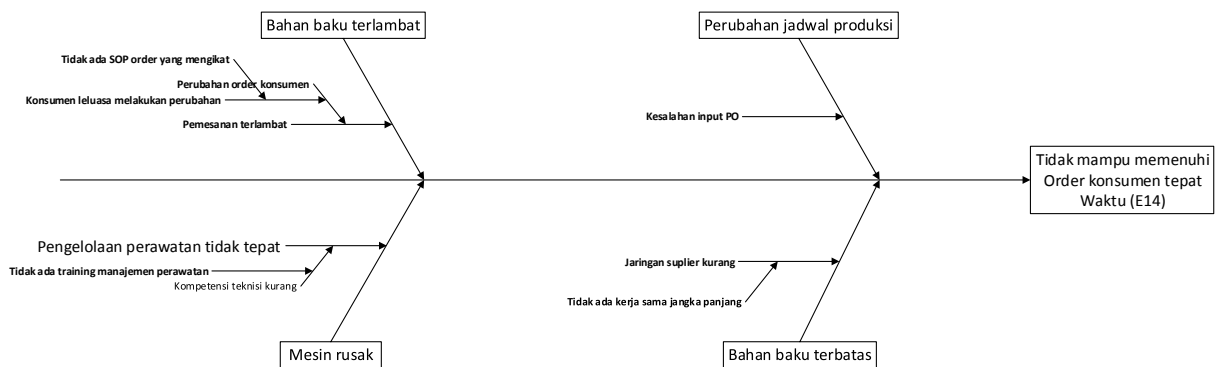 Bahan baku terlambat
Perubahan jadwal produksi
Tidak ada SOP order yang mengikat
Perubahan order konsumen
Konsumen leluasa melakukan perubahan
Pemesanan terlambat
Kesalahan input PO
Tidak mampu memenuhi
Order konsumen tepat
Waktu (E14)
Pengelolaan perawatan tidak tepat
Tidak ada training manajemen perawatan
Kompetensi teknisi kurang
Jaringan suplier kurang
Tidak ada kerja sama jangka panjang
Mesin rusak
Bahan baku terbatas